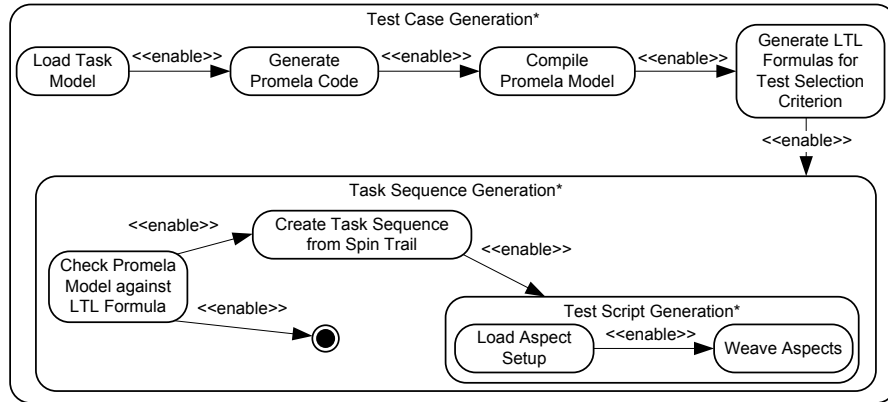 Test Case Generation*
Load Task
Model
<<enable>>
Generate
Promela Code
<<enable>>
Compile
Promela Model
<<enable>>
Generate LTL
Formulas for
Test Selection
Criterion
<<enable>>
Task Sequence Generation*
Check Promela
Model against
LTL Formula
<<enable>>
Create Task Sequence
from Spin Trail
<<enable>>
<<enable>>
Test Script Generation*
Load Aspect
Setup
<<enable>>
Weave Aspects